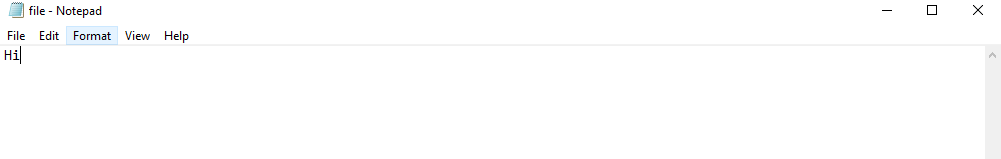 file - Notepad
File Edit Format View Help
Hi